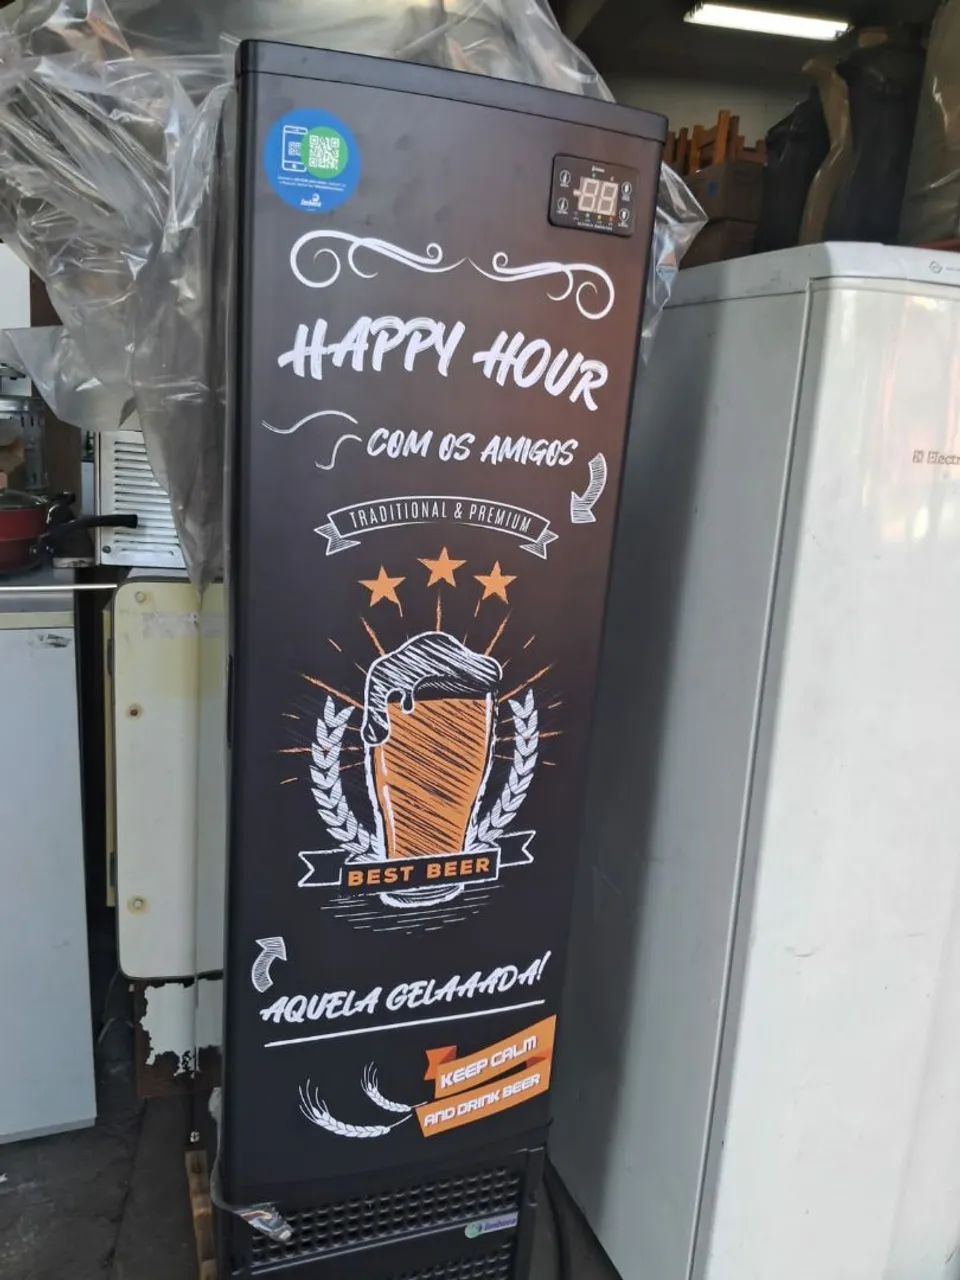 HAPPY HOUR
COM OS AMIGOS
TRADITIONAL & PREMIUM
BEST BEER
AQUELA GELAAADA!
KEEP CALM
AND DRINK BEER